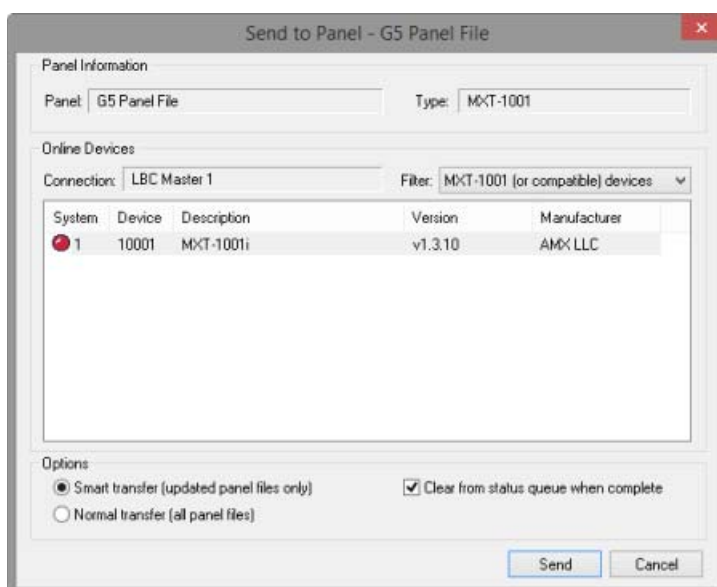 Send to Panel - G5 Panel File
Panel Information
Panel: G5 Panel File Type: MXT-1001
Online Devices
Connection: LBC Master 1 Filter: MXT-1001 (or compatible) devices
System Device Description Version Manufacturer
1 10001 MXT-1001i v1.3.10 AMX LLC
Options
Smart transfer (updated panel files only) Clear from status queue when complete
Normal transfer (all panel files)
Send Cancel